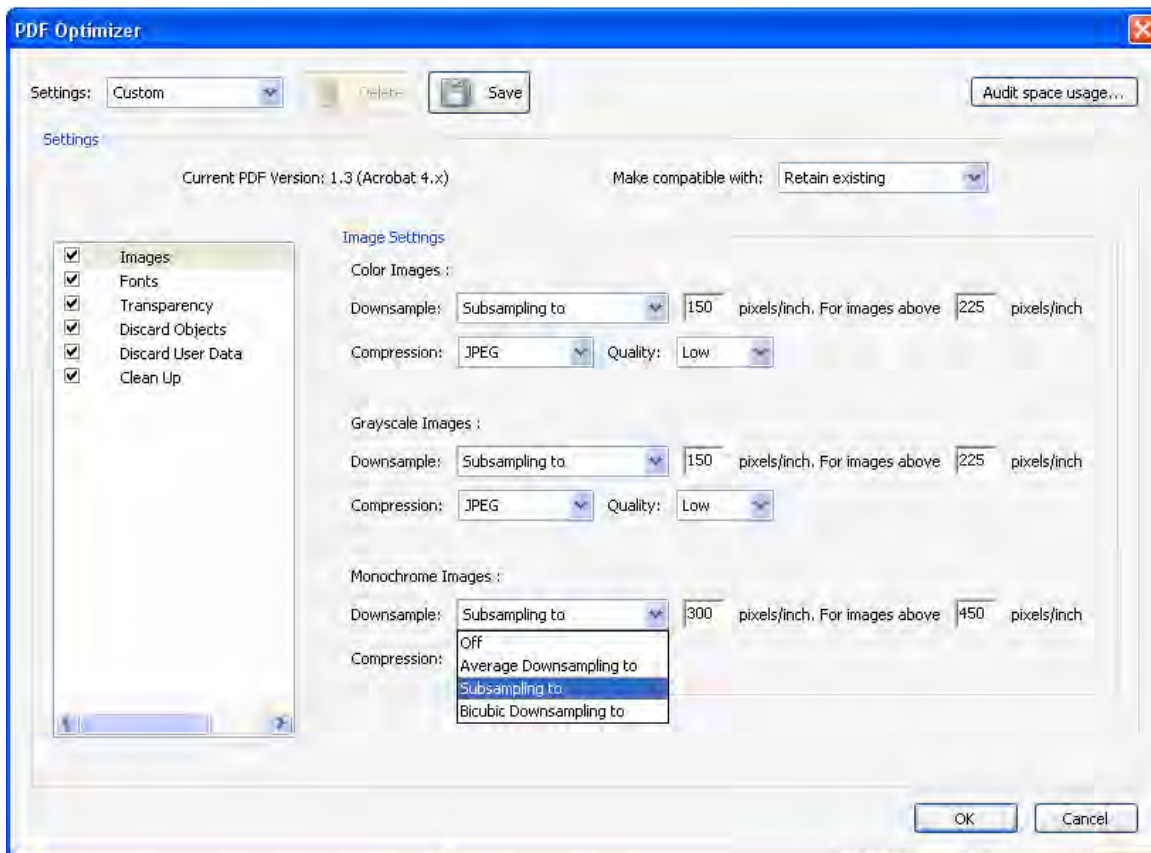 PDF Optimizer
Settings: Custom Delete Save Audit space usage...
Settings
Current PDF Version: 1.3 (Acrobat 4.x) Make compatible with: Retain existing
Images
Fonts
Transparency
Discard Objects
Discard User Data
Clean Up
Image Settings
Color Images :
Downsample: Subsampling to 150 pixels/inch. For images above 225 pixels/inch
Compression: JPEG Quality: Low
Grayscale Images :
Downsample: Subsampling to 150 pixels/inch. For images above 225 pixels/inch
Compression: JPEG Quality: Low
Monochrome Images :
Downsample: Subsampling to 300 pixels/inch. For images above 450 pixels/inch
Off
Compression: Average Downsampling to
Subsampling to
Bicubic Downsampling to
OK Cancel